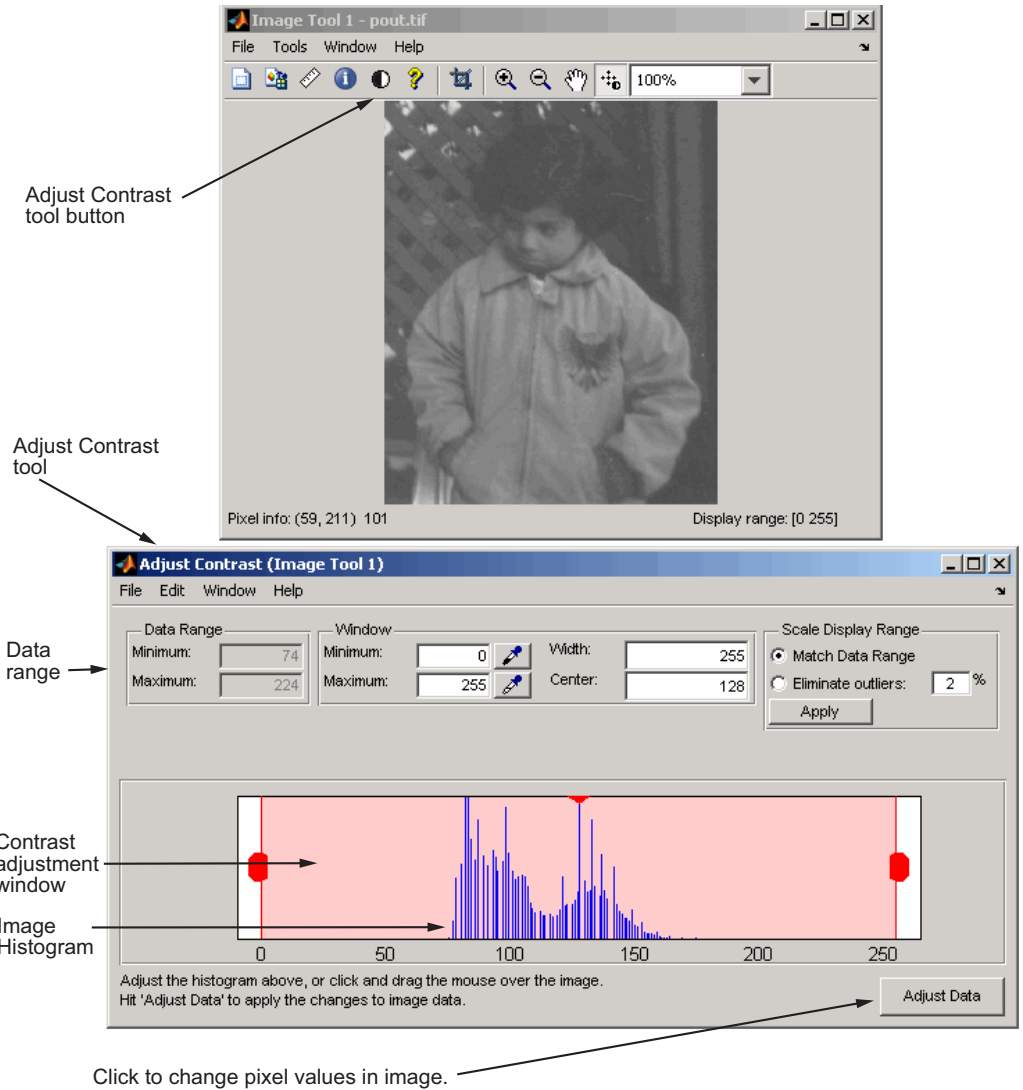 Image Tool 1 - pout.tif
File Tools Window Help
100%
Adjust Contrast
tool button
Adjust Contrast
tool
Pixel info: (59, 211) 101
Display range: [0 255]
Adjust Contrast (Image Tool 1)
File Edit Window Help
Data
range
Data Range
Minimum: 74
Maximum: 224
Window
Minimum: 0
Maximum: 255
Width: 255
Center: 128
Scale Display Range
Match Data Range
Eliminate outliers: 2 %
Apply
Contrast
adjustment
window
Image
Histogram
0 50 100 150 200 250
Adjust the histogram above, or click and drag the mouse over the image.
Hit 'Adjust Data' to apply the changes to image data.
Adjust Data
Click to change pixel values in image.